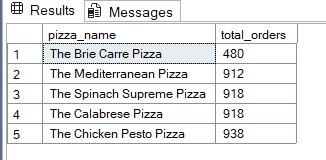 Results Messages
pizza_name total_orders
1 The Brie Carre Pizza 480
2 The Mediterranean Pizza 912
3 The Spinach Supreme Pizza 918
4 The Calabrese Pizza 918
5 The Chicken Pesto Pizza 938